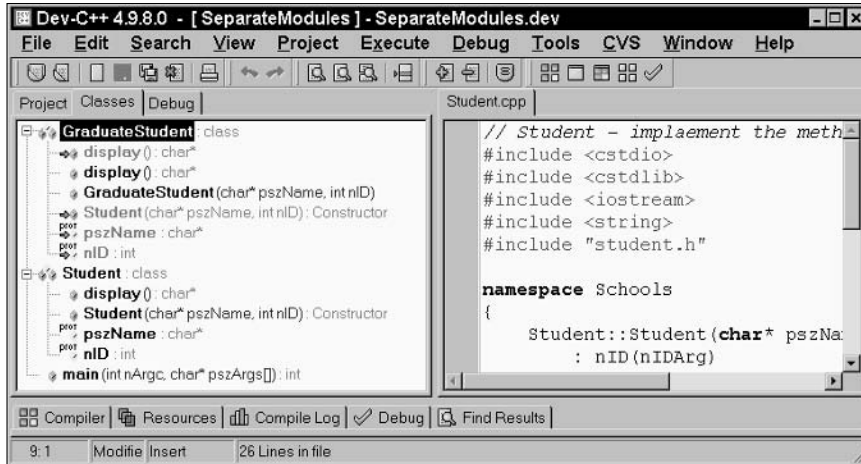 Dev-C++ 4.9.8.0 - [ SeparateModules ] - SeparateModules.dev
File Edit Search View Project Execute Debug Tools CVS Window Help
Project Classes Debug
GraduateStudent : class
display () : char*
display () : char*
GraduateStudent (char* pszName, int nID)
Student (char* pszName, int nID) : Constructor
prot pszName : char*
prot nID : int
Student : class
display () : char*
Student (char* pszName, int nID) : Constructor
prot pszName : char*
prot nID : int
main (int nArgc, char* pszArgs[]) : int
Student.cpp
// Student - implaement the meth
#include <cstdio>
#include <cstdlib>
#include <iostream>
#include <string>
#include "student.h"
namespace Schools
{
Student::Student(char* pszNa
: nID(nIDArg)
Compiler Resources Compile Log Debug Find Results
9: 1 Modifie Insert 26 Lines in file